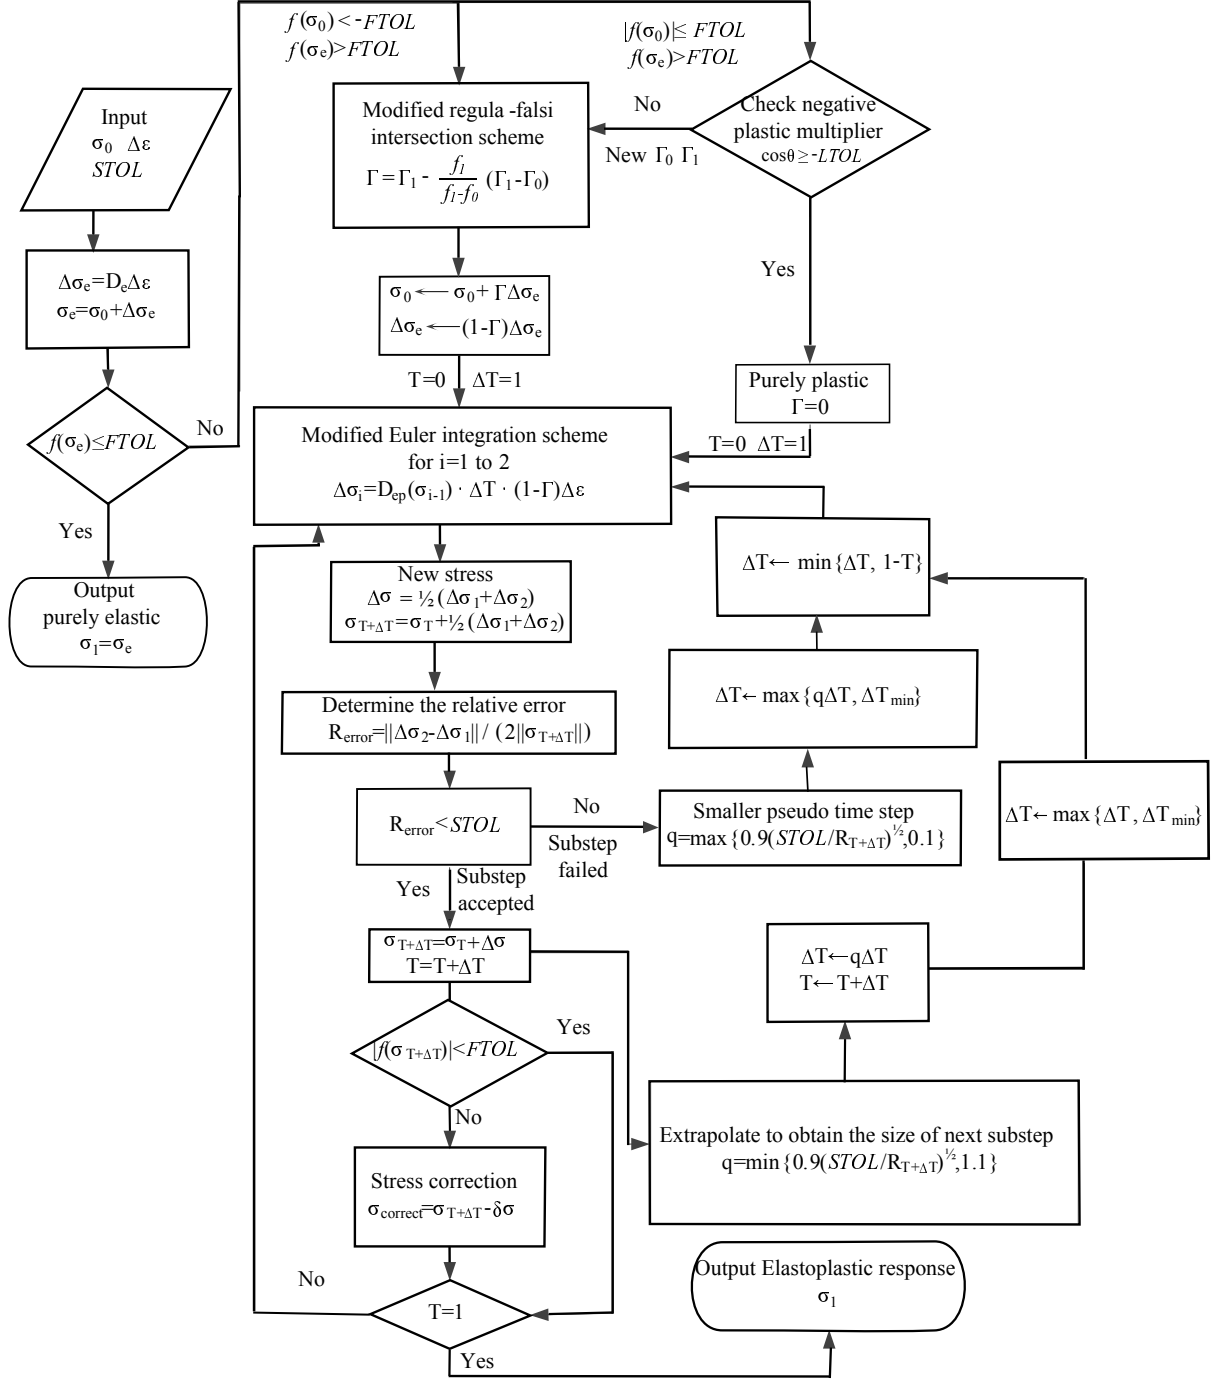 Input
σ0 Δε
STOL
Δσe=DeΔε
σe=σ0+Δσe
f(σe)≤FTOL
No
Yes
Output
purely elastic
σ1=σe
f(σ0)<-FTOL
f(σe)>FTOL
|f(σ0)|≤ FTOL
f(σe)>FTOL
Modified regula -falsi
intersection scheme
Γ=Γ1 - f1/(f1-f0) (Γ1-Γ0)
No
New Γ0 Γ1
Check negative
plastic multiplier
cosθ≥-LTOL
Yes
σ0←σ0+ΓΔσe
Δσe←(1-Γ)Δσe
T=0 ΔT=1
Purely plastic
Γ=0
T=0 ΔT=1
Modified Euler integration scheme
for i=1 to 2
Δσi=Dep(σi-1) · ΔT · (1-Γ)Δε
New stress
Δσ = ½(Δσ1+Δσ2)
σT+ΔT=σT+½(Δσ1+Δσ2)
Determine the relative error
Rerror=||Δσ2-Δσ1|| / (2||σT+ΔT||)
Rerror<STOL
No
Substep
failed
Yes
Substep
accepted
Smaller pseudo time step
q=max{0.9(STOL/RT+ΔT)½,0.1}
ΔT← max{qΔT, ΔTmin}
ΔT← min{ΔT, 1-T}
ΔT← max{ΔT, ΔTmin}
ΔT←qΔT
T←T+ΔT
σT+ΔT=σT+Δσ
T=T+ΔT
|f(σT+ΔT)|<FTOL
Yes
No
Extrapolate to obtain the size of next substep
q=min{0.9(STOL/RT+ΔT)½,1.1}
Stress correction
σcorrect=σT+ΔT-δσ
T=1
No
Yes
Output Elastoplastic response
σ1